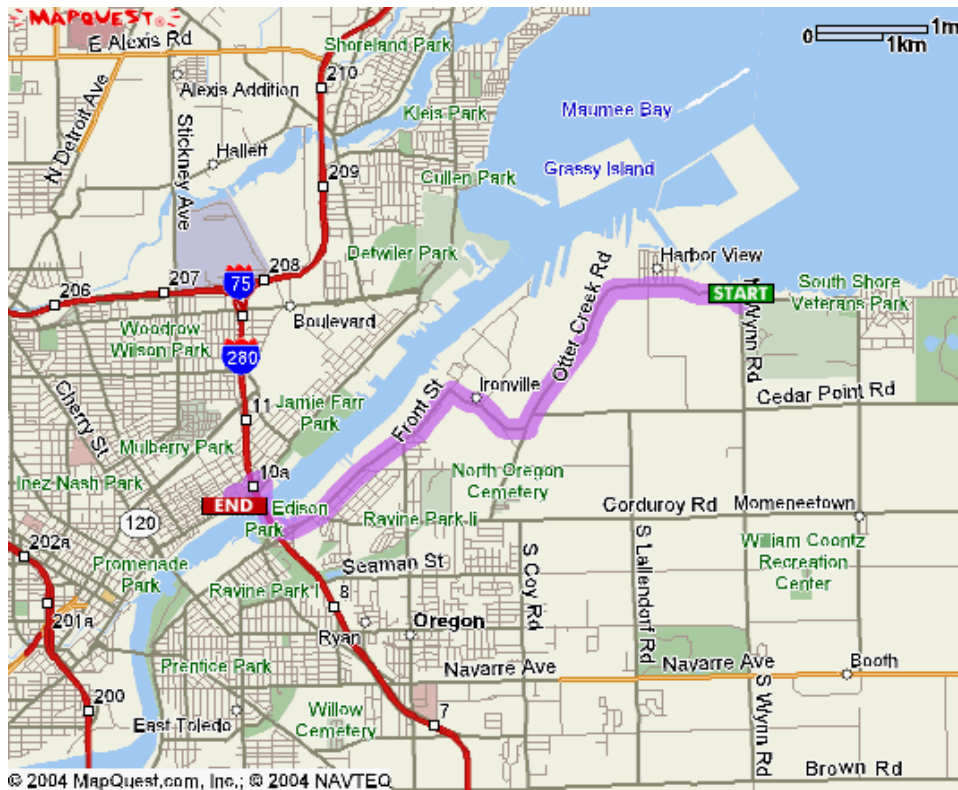 MAPQUEST®
0
1m
1km
E Alexis Rd
Shoreland Park
210
Alexis Addition
Kleis Park
Maumee Bay
N Detroit Ave
Stickney Ave
Hallett
209
Cullen Park
Grassy Island
Detwiler Park
Otter Creek Rd
Harbor View
206
207
208
75
START
South Shore
Veterans Park
Boulevard
Woodrow
Wilson Park
280
N Wynn Rd
Cherry St
Jamie Farr
Park
Front St
Ironville
Cedar Point Rd
11
Mulberry Park
10a
Inez Nash Park
North Oregon
Cemetery
END
Edison
Park
120
Ravine Park Ii
Corduroy Rd
Momeneetown
202a
Promenade
Park
Seaman St
S Coy Rd
S Lallendorf Rd
William Coontz
Recreation
Center
Ravine Park I
8
201a
Ryan
Oregon
Prentice Park
Navarre Ave
Navarre Ave
Booth
200
East Toledo
Willow
Cemetery
7
S Wynn Rd
Brown Rd
© 2004 MapQuest.com, Inc.; © 2004 NAVTEQ